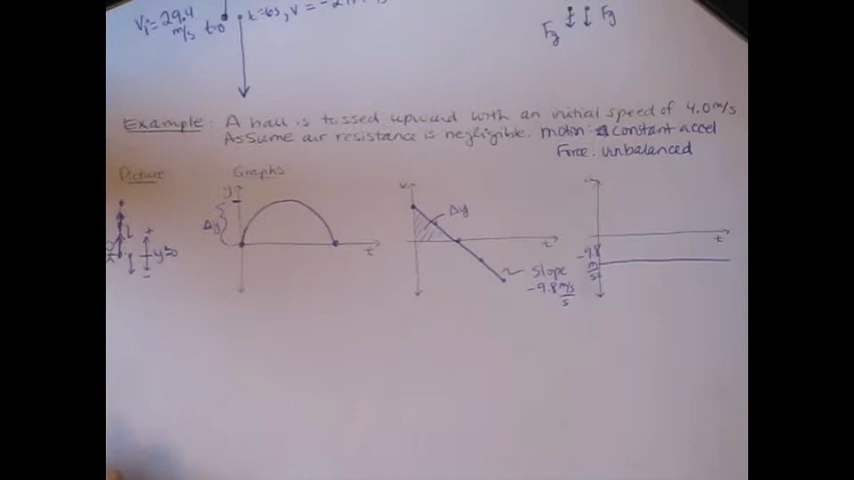 Vi = 29.4 m/s
t=0
t=6s, V = -2
Fg
Fg
Example: A ball is tossed upward with an initial speed of 4.0 m/s
Assume air resistance is negligible. motion: constant accel
Force: unbalanced
Picture
Graphs
+
y=0
-
y
Δy
t
v
Δy
t
slope
-9.8 m/s/s
a
t
-9.8 m/s/s